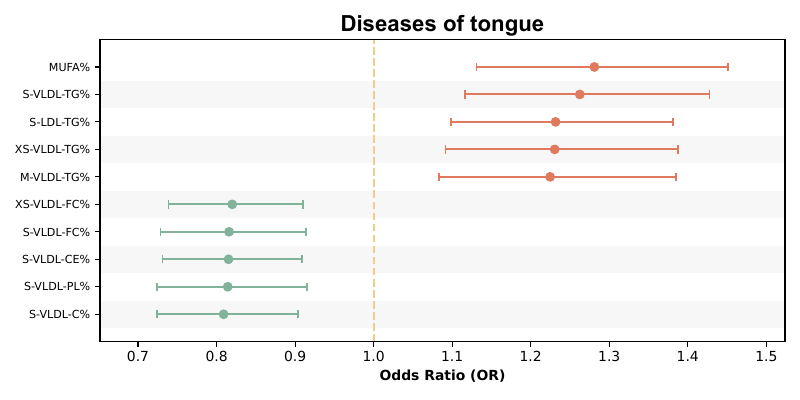 Diseases of tongue
MUFA%
S-VLDL-TG%
S-LDL-TG%
XS-VLDL-TG%
M-VLDL-TG%
XS-VLDL-FC%
S-VLDL-FC%
S-VLDL-CE%
S-VLDL-PL%
S-VLDL-C%
0.7 0.8 0.9 1.0 1.1 1.2 1.3 1.4 1.5
Odds Ratio (OR)